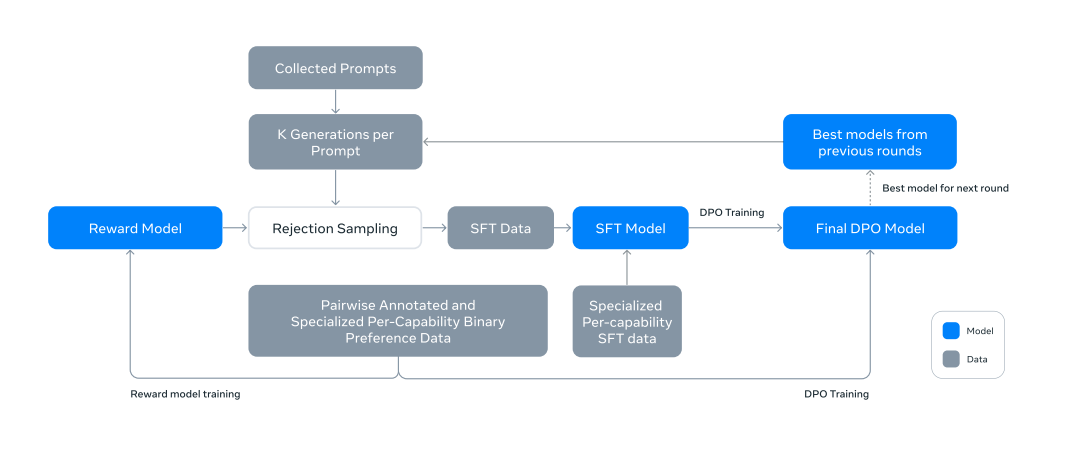 Collected Prompts
K Generations per
Prompt
Best models from
previous rounds
Best model for next round
Reward Model
Rejection Sampling
SFT Data
SFT Model
DPO Training
Final DPO Model
Pairwise Annotated and
Specialized Per-Capability Binary
Preference Data
Specialized
Per-capability
SFT data
Model
Data
Reward model training
DPO Training